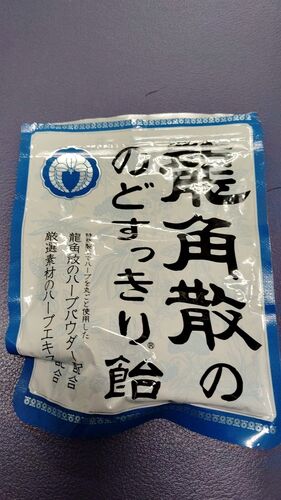 龍角散の
のどすっきり飴®
龍角散のハーブパウダー配合
厳選素材のハーブエキス配合